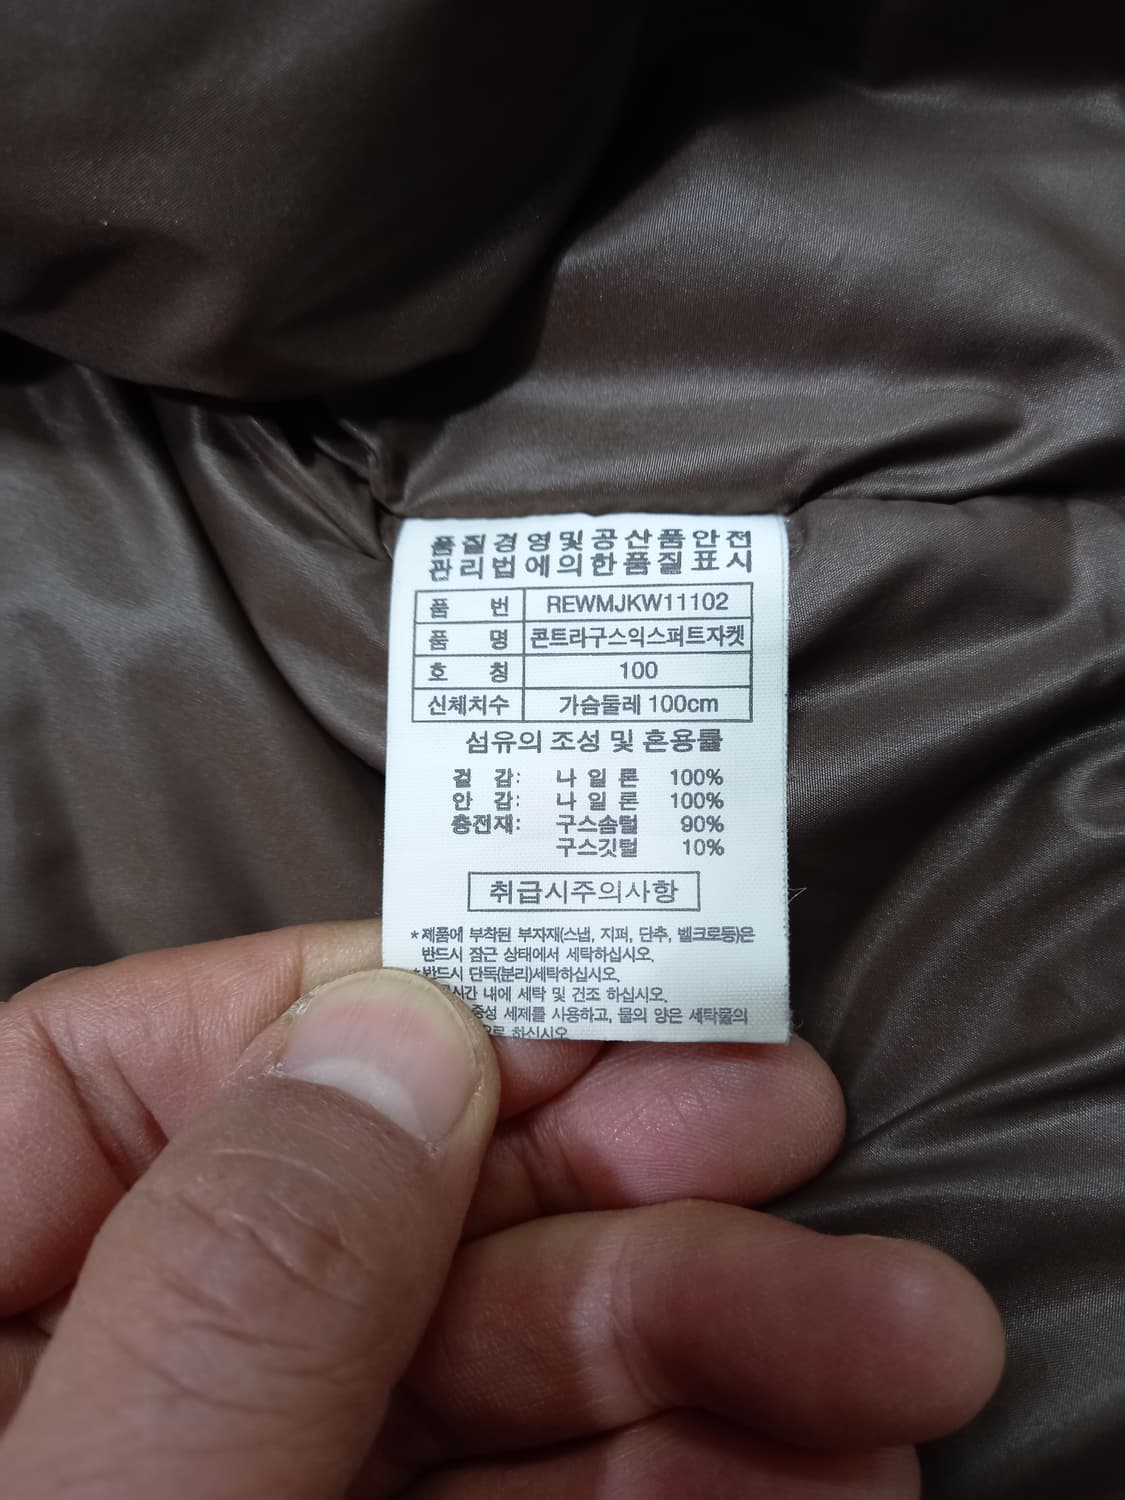 품질경영및공산품안전
관리법에의한품질표시
품 번 REWMJKW11102
품 명 콘트라구스익스퍼트자켓
호 칭 100
신체치수 가슴둘레 100cm
섬유의 조성 및 혼용률
겉 감: 나일론 100%
안 감: 나일론 100%
충전재: 구스솜털 90%
구스깃털 10%
취급시주의사항
*제품에 부착된 부자재(스냅, 지퍼, 단추, 벨크로등)은
반드시 잠근 상태에서 세탁하십시오.
*반드시 단독(분리)세탁하십시오.
내에 세탁 및 건조 하십시오.
중성 세제를 사용하고, 물의 양은 세탁물의
하십시오